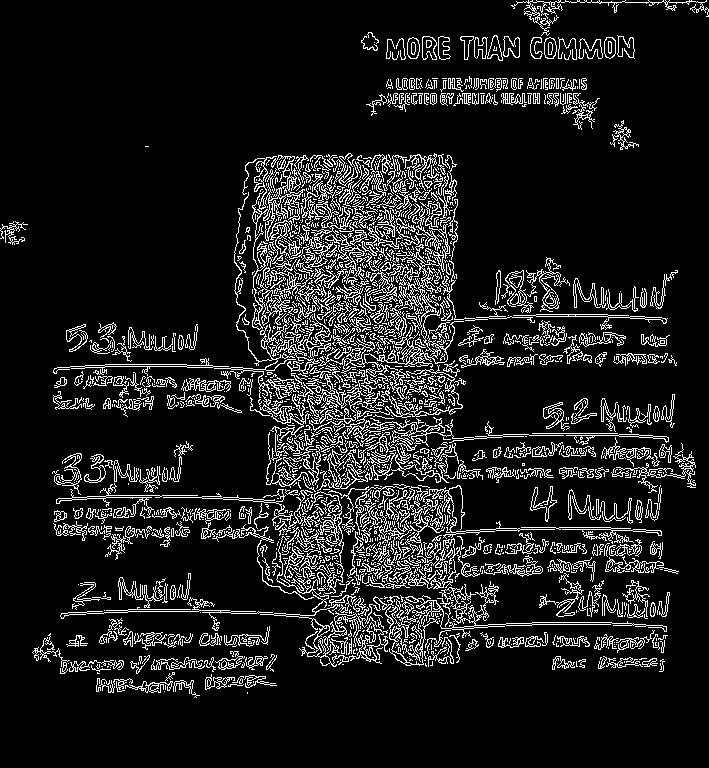 * MORE THAN COMMON
A LOOK AT THE NUMBER OF AMERICANS
AFFECTED BY MENTAL HEALTH ISSUES
18.8 MILLION
# OF AMERICAN ADULTS WHO
SUFFER FROM SOME FORM OF DEPRESSION
5.3 MILLION
# OF AMERICAN ADULTS AFFECTED BY
SOCIAL ANXIETY DISORDER
5.2 MILLION
# OF AMERICAN ADULTS AFFECTED BY
POST TRAUMATIC STRESS DISORDER
3.3 MILLION
# OF AMERICAN ADULTS AFFECTED BY
OBSESSIVE-COMPULSIVE DISORDER
4 MILLION
# OF AMERICAN ADULTS AFFECTED BY
GENERALIZED ANXIETY DISORDER
2 MILLION
# OF AMERICAN CHILDREN
DIAGNOSED W/ ATTENTION DEFICIT/
HYPER ACTIVITY DISORDER
2.4 MILLION
# OF AMERICAN ADULTS AFFECTED BY
PANIC DISORDERS